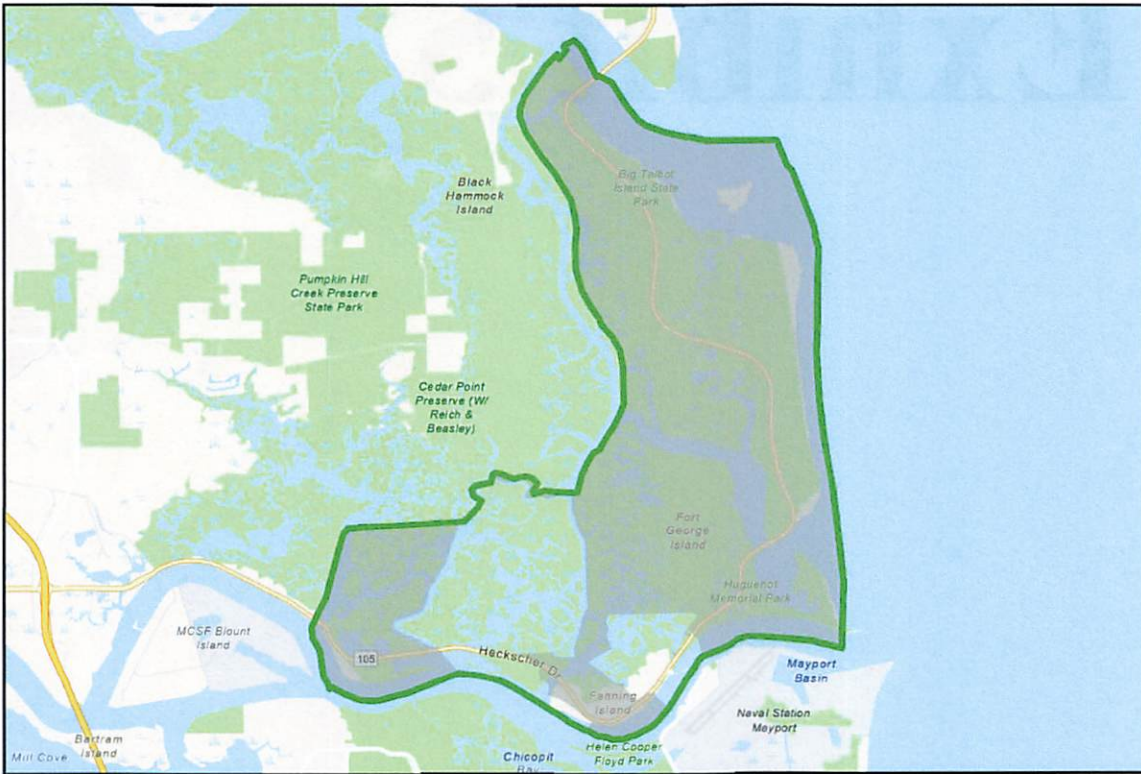 Big Talbot
Island State
Park
Black
Hammock
Island
Pumpkin Hill
Creek Preserve
State Park
Cedar Point
Preserve (W/
Reich &
Beasley)
Fort
George
Island
Huguenot
Memorial Park
MCSF Blount
Island
105
Heckscher Dr
Fanning
Island
Mayport
Basin
Naval Station
Mayport
Bartram
Island
Mill Cove
Chicopit
Bay
Helen Cooper
Floyd Park